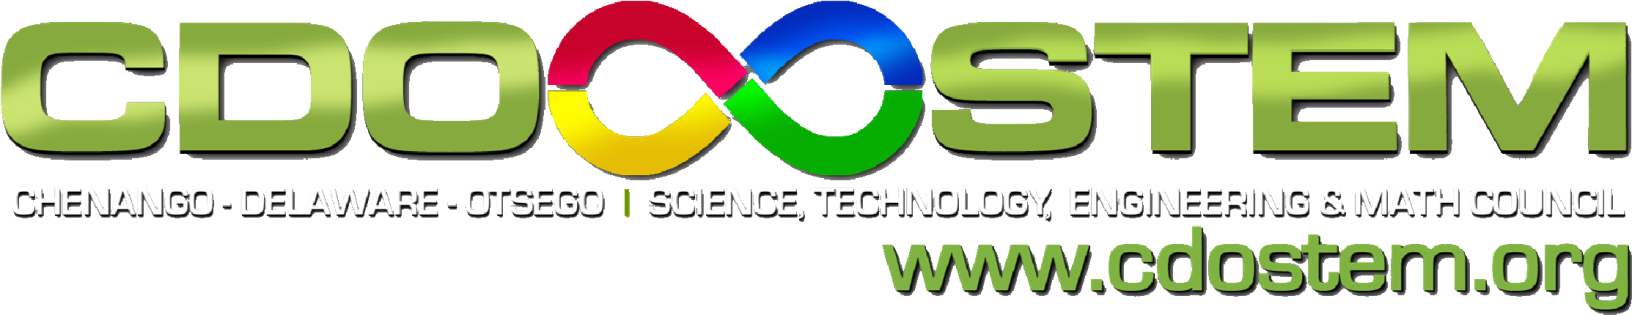 CDO STEM
CHENANGO - DELAWARE - OTSEGO | SCIENCE, TECHNOLOGY, ENGINEERING & MATH COUNCIL
www.cdostem.org